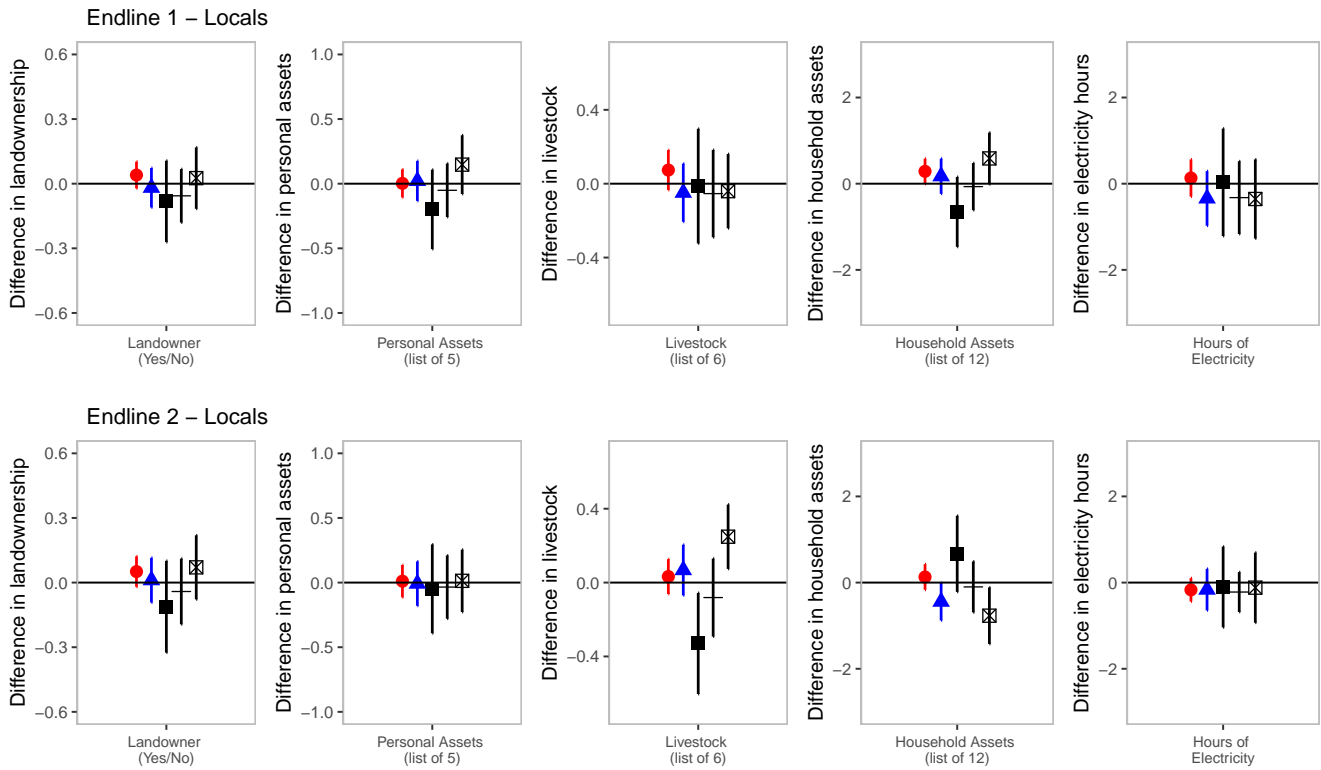 Endline 1 – Locals
Difference in landownership
0.6
0.3
0.0
−0.3
−0.6
Landowner
(Yes/No)
Difference in personal assets
1.0
0.5
0.0
−0.5
−1.0
Personal Assets
(list of 5)
Difference in livestock
0.4
0.0
−0.4
Livestock
(list of 6)
Difference in household assets
2
0
−2
Household Assets
(list of 12)
Difference in electricity hours
2
0
−2
Hours of
Electricity
Endline 2 – Locals
Difference in landownership
0.6
0.3
0.0
−0.3
−0.6
Landowner
(Yes/No)
Difference in personal assets
1.0
0.5
0.0
−0.5
−1.0
Personal Assets
(list of 5)
Difference in livestock
0.4
0.0
−0.4
Livestock
(list of 6)
Difference in household assets
2
0
−2
Household Assets
(list of 12)
Difference in electricity hours
2
0
−2
Hours of
Electricity